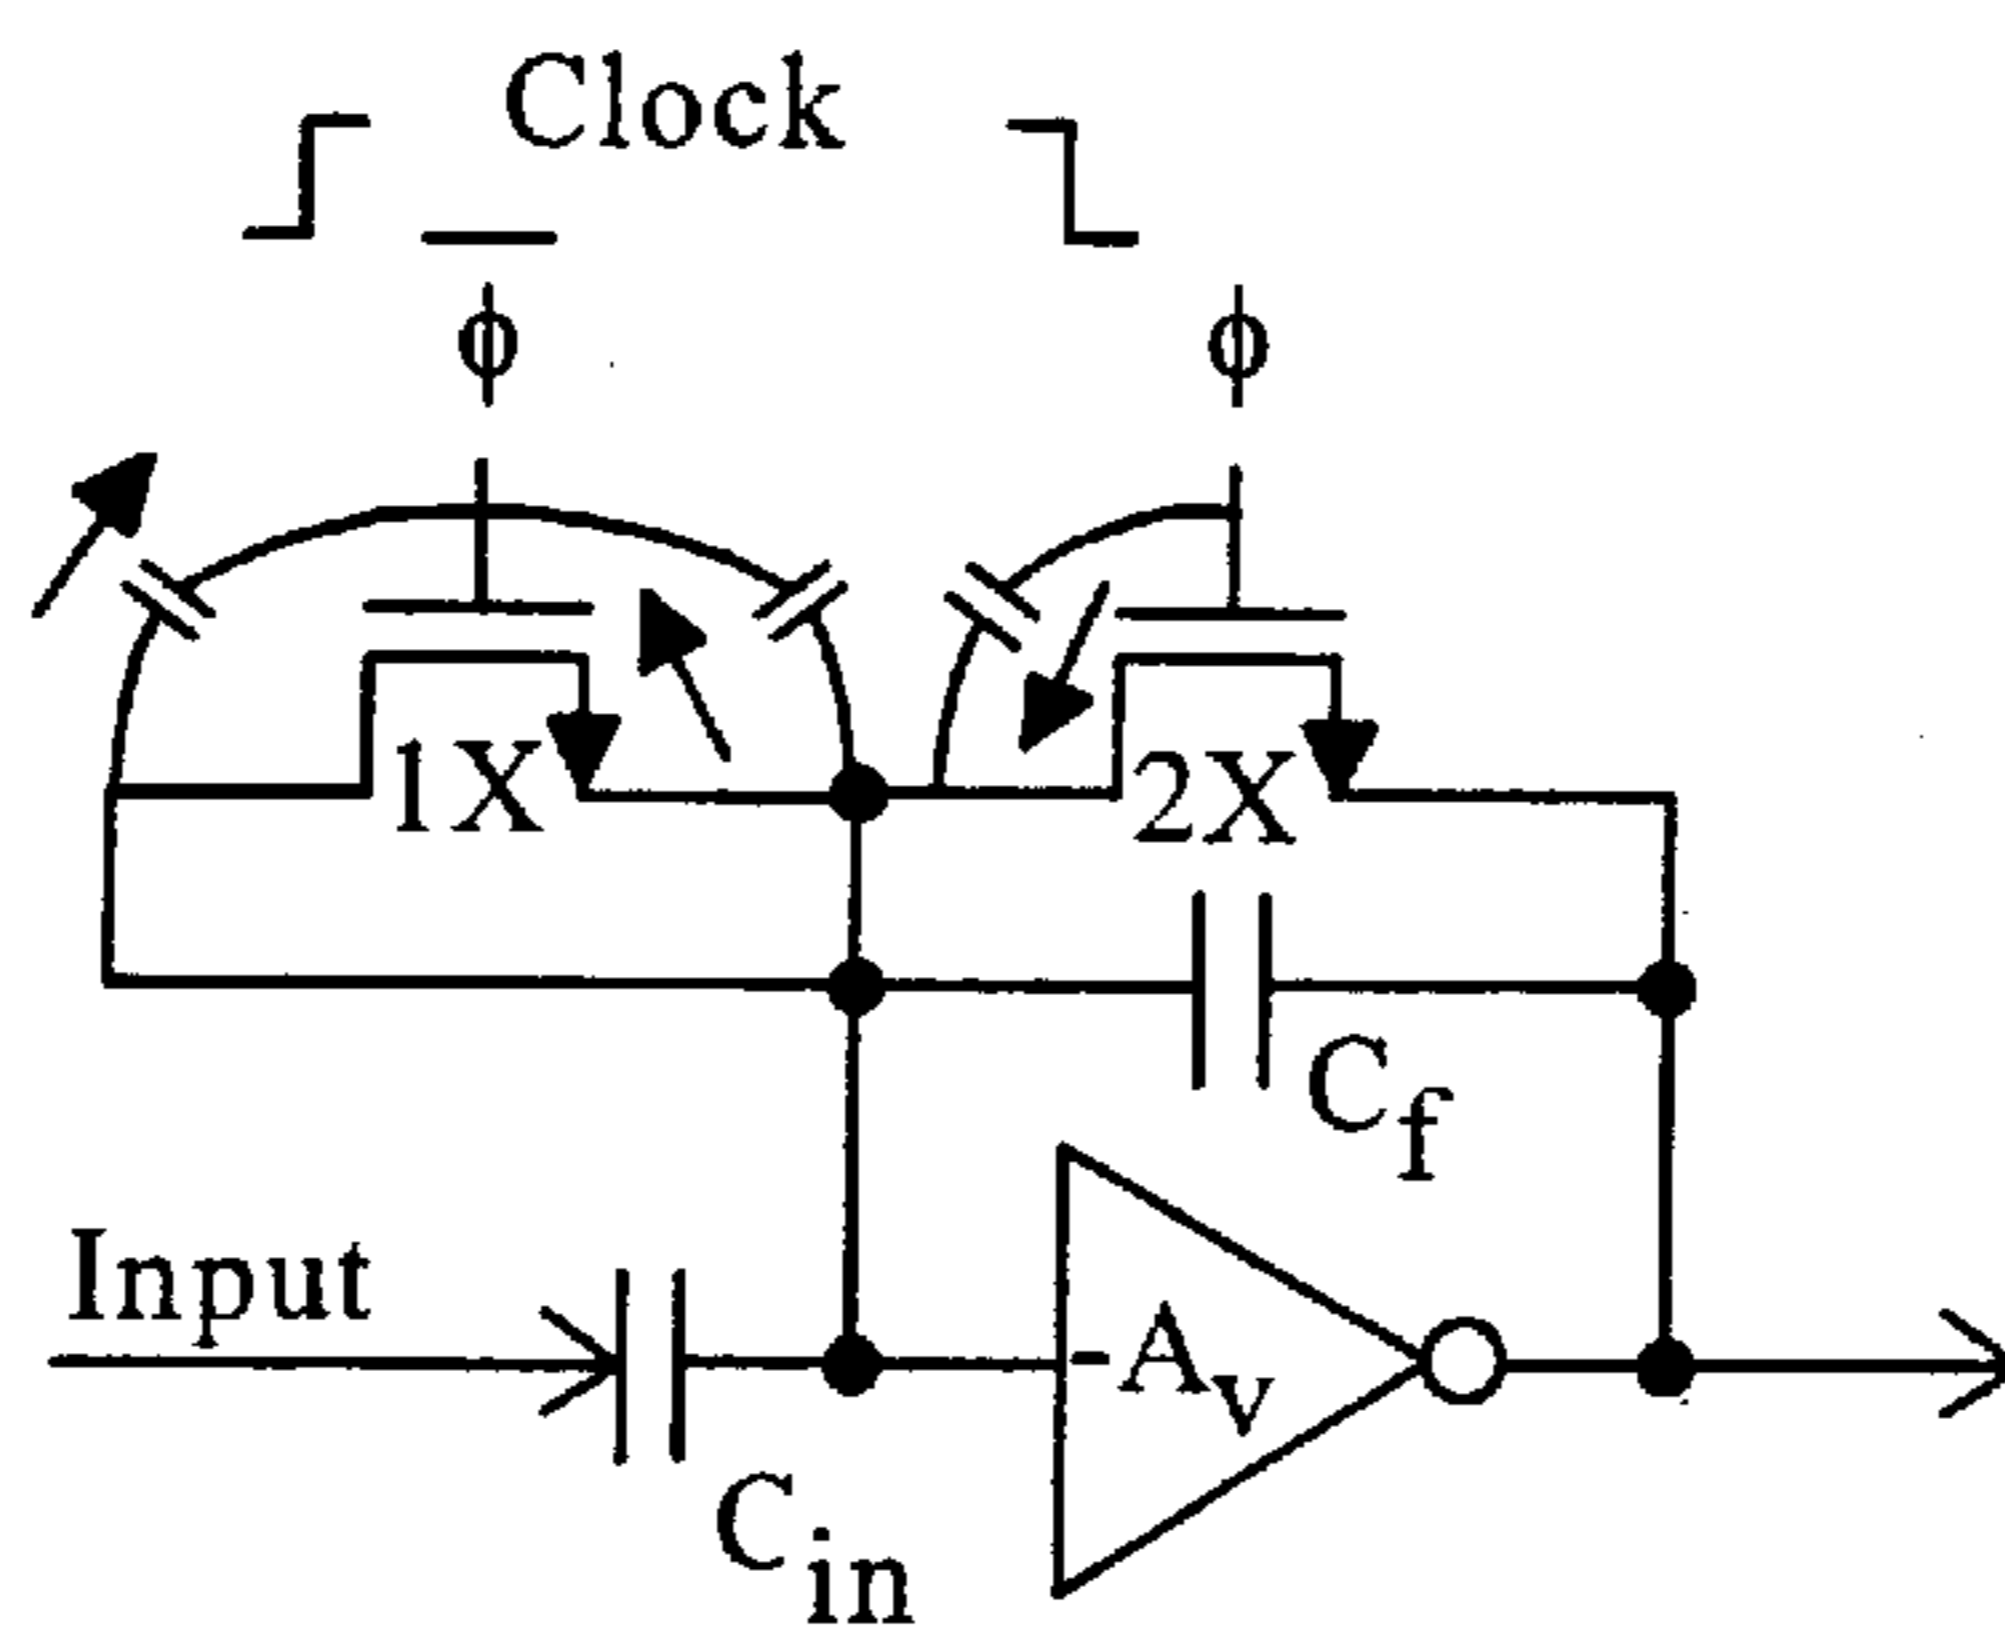 Clock
ϕ̅ ϕ
1X 2X
C_f
Input
-A_v
C_in